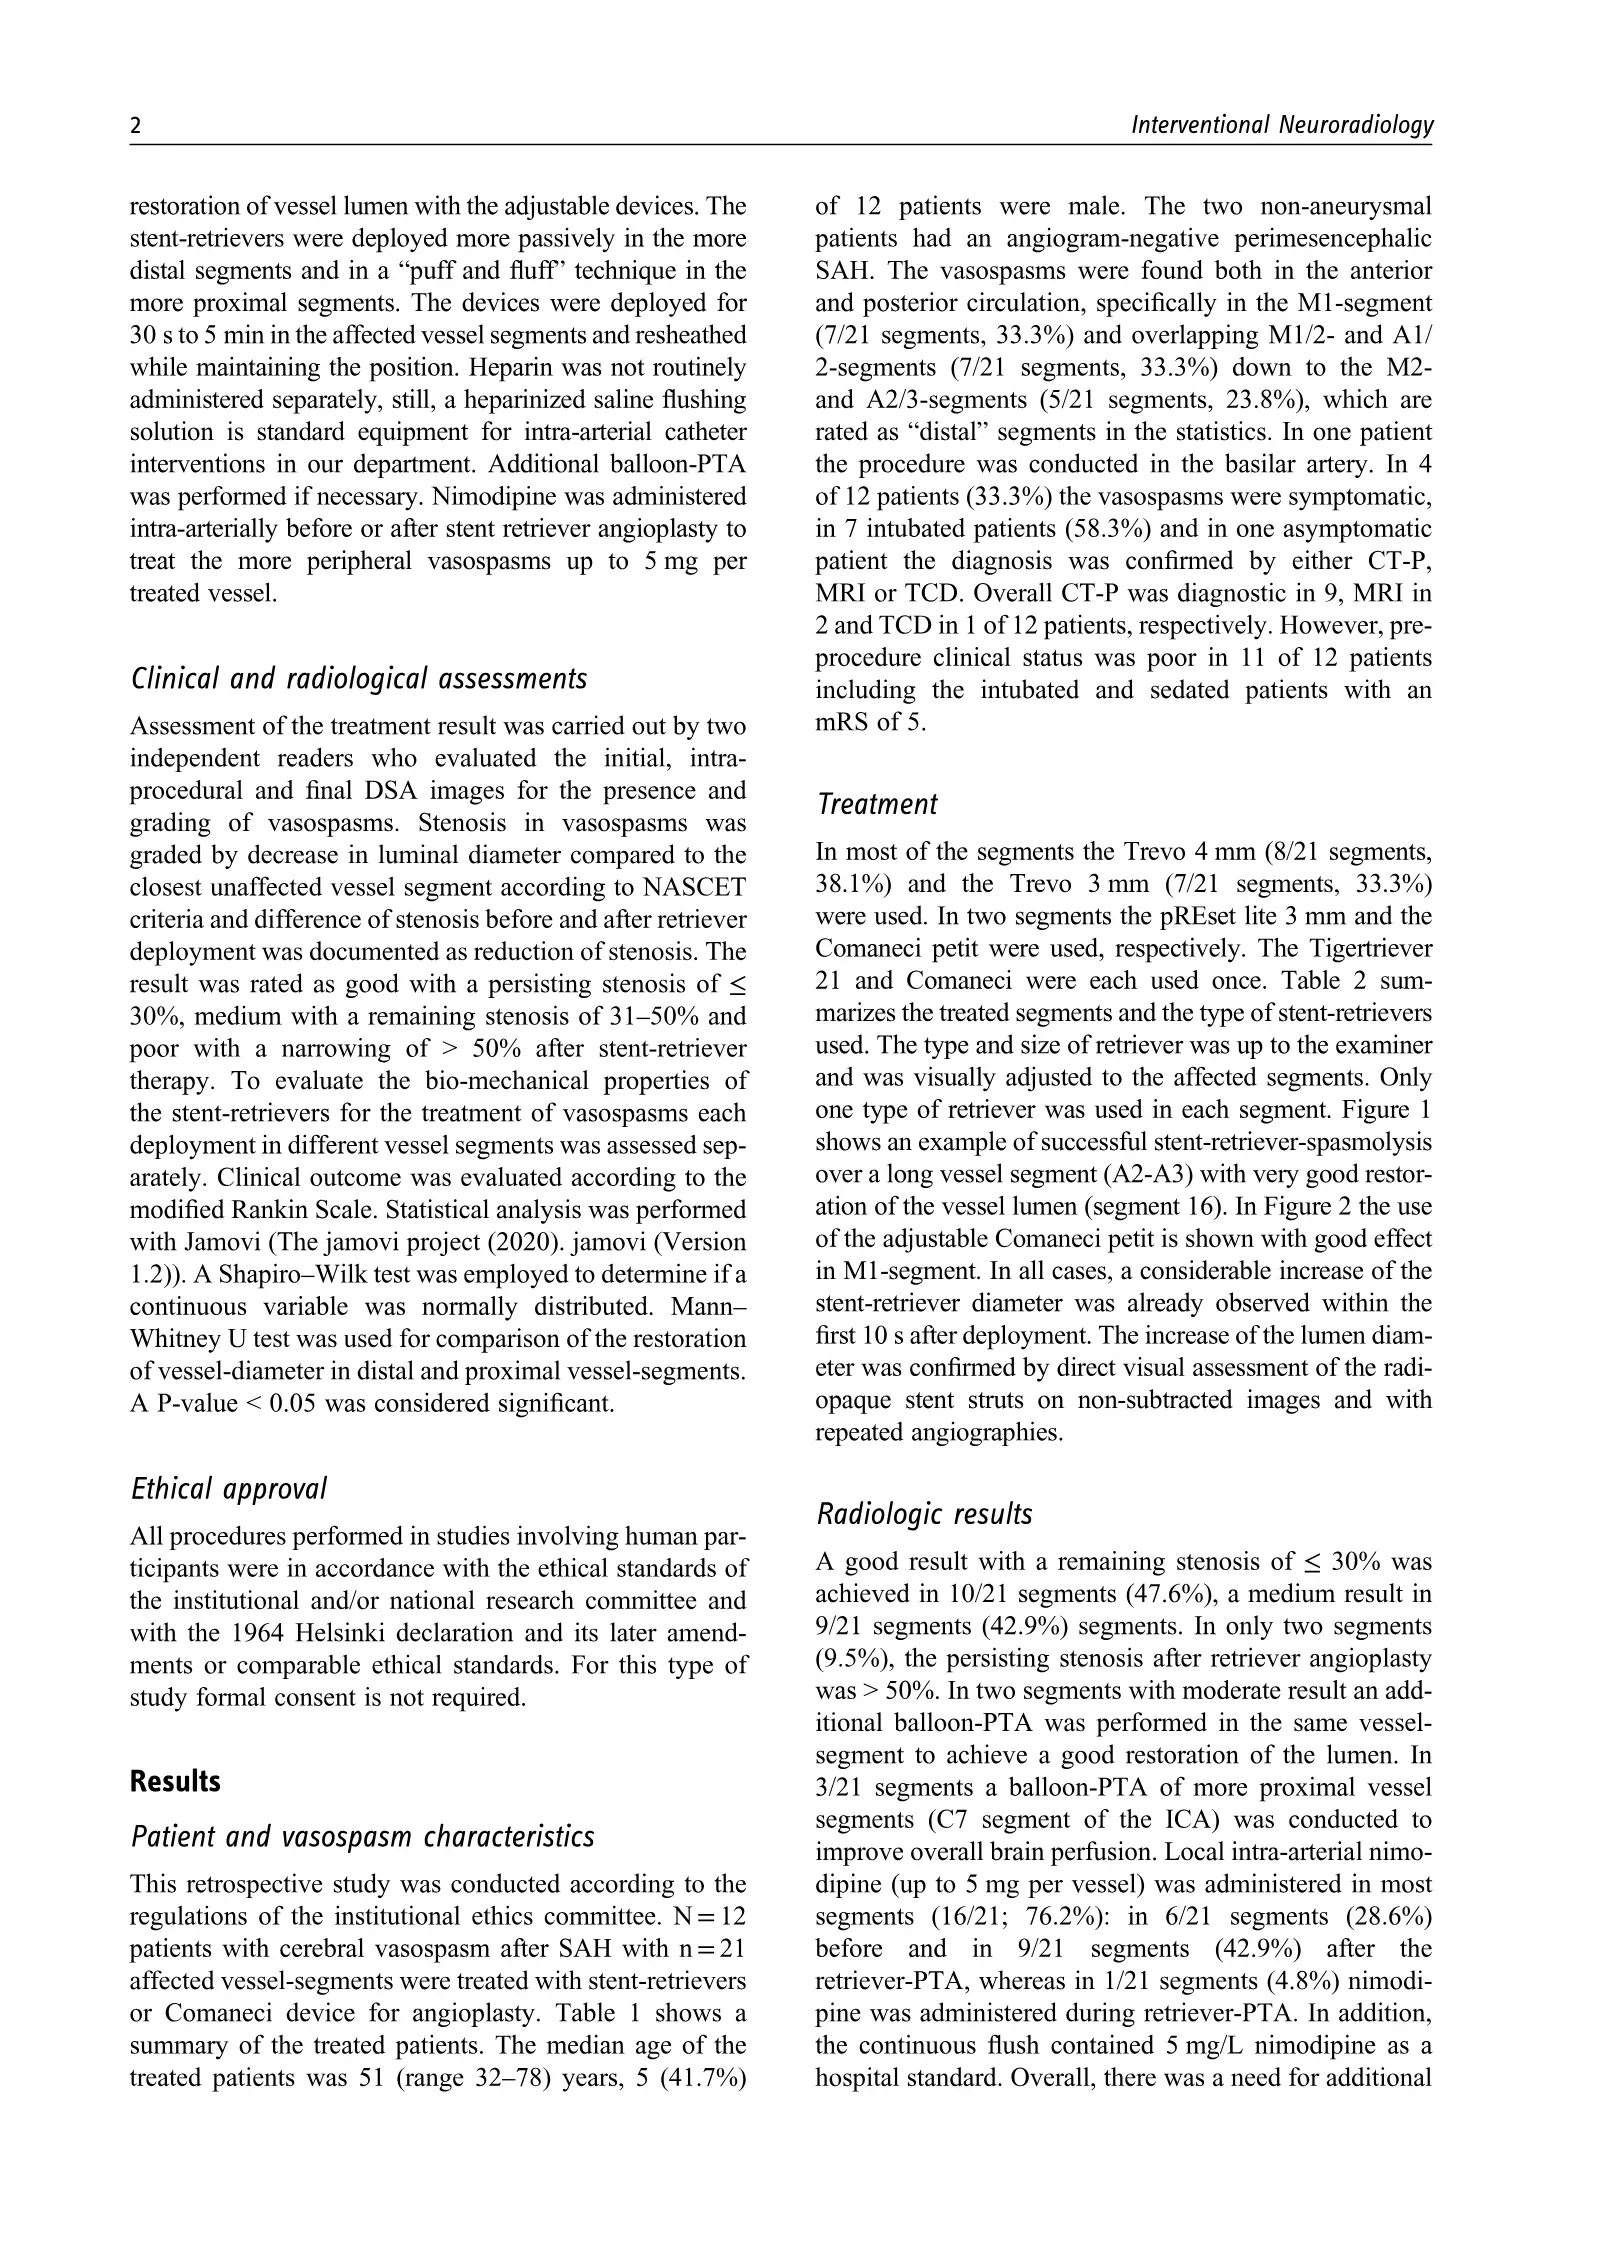 2
Interventional Neuroradiology
restoration of vessel lumen with the adjustable devices. The
stent-retrievers were deployed more passively in the more
distal segments and in a “puff and fluff” technique in the
more proximal segments. The devices were deployed for
30 s to 5 min in the affected vessel segments and resheathed
while maintaining the position. Heparin was not routinely
administered separately, still, a heparinized saline flushing
solution is standard equipment for intra-arterial catheter
interventions in our department. Additional balloon-PTA
was performed if necessary. Nimodipine was administered
intra-arterially before or after stent retriever angioplasty to
treat the more peripheral vasospasms up to 5 mg per
treated vessel.
Clinical and radiological assessments
Assessment of the treatment result was carried out by two
independent readers who evaluated the initial, intra-
procedural and final DSA images for the presence and
grading of vasospasms. Stenosis in vasospasms was
graded by decrease in luminal diameter compared to the
closest unaffected vessel segment according to NASCET
criteria and difference of stenosis before and after retriever
deployment was documented as reduction of stenosis. The
result was rated as good with a persisting stenosis of ≤
30%, medium with a remaining stenosis of 31–50% and
poor with a narrowing of > 50% after stent-retriever
therapy. To evaluate the bio-mechanical properties of
the stent-retrievers for the treatment of vasospasms each
deployment in different vessel segments was assessed sep-
arately. Clinical outcome was evaluated according to the
modified Rankin Scale. Statistical analysis was performed
with Jamovi (The jamovi project (2020). jamovi (Version
1.2)). A Shapiro–Wilk test was employed to determine if a
continuous variable was normally distributed. Mann–
Whitney U test was used for comparison of the restoration
of vessel-diameter in distal and proximal vessel-segments.
A P-value < 0.05 was considered significant.
Ethical approval
All procedures performed in studies involving human par-
ticipants were in accordance with the ethical standards of
the institutional and/or national research committee and
with the 1964 Helsinki declaration and its later amend-
ments or comparable ethical standards. For this type of
study formal consent is not required.
Results
Patient and vasospasm characteristics
This retrospective study was conducted according to the
regulations of the institutional ethics committee. N = 12
patients with cerebral vasospasm after SAH with n = 21
affected vessel-segments were treated with stent-retrievers
or Comaneci device for angioplasty. Table 1 shows a
summary of the treated patients. The median age of the
treated patients was 51 (range 32–78) years, 5 (41.7%)
of 12 patients were male. The two non-aneurysmal
patients had an angiogram-negative perimesencephalic
SAH. The vasospasms were found both in the anterior
and posterior circulation, specifically in the M1-segment
(7/21 segments, 33.3%) and overlapping M1/2- and A1/
2-segments (7/21 segments, 33.3%) down to the M2-
and A2/3-segments (5/21 segments, 23.8%), which are
rated as “distal” segments in the statistics. In one patient
the procedure was conducted in the basilar artery. In 4
of 12 patients (33.3%) the vasospasms were symptomatic,
in 7 intubated patients (58.3%) and in one asymptomatic
patient the diagnosis was confirmed by either CT-P,
MRI or TCD. Overall CT-P was diagnostic in 9, MRI in
2 and TCD in 1 of 12 patients, respectively. However, pre-
procedure clinical status was poor in 11 of 12 patients
including the intubated and sedated patients with an
mRS of 5.
Treatment
In most of the segments the Trevo 4 mm (8/21 segments,
38.1%) and the Trevo 3 mm (7/21 segments, 33.3%)
were used. In two segments the pREset lite 3 mm and the
Comaneci petit were used, respectively. The Tigertriever
21 and Comaneci were each used once. Table 2 sum-
marizes the treated segments and the type of stent-retrievers
used. The type and size of retriever was up to the examiner
and was visually adjusted to the affected segments. Only
one type of retriever was used in each segment. Figure 1
shows an example of successful stent-retriever-spasmolysis
over a long vessel segment (A2-A3) with very good restor-
ation of the vessel lumen (segment 16). In Figure 2 the use
of the adjustable Comaneci petit is shown with good effect
in M1-segment. In all cases, a considerable increase of the
stent-retriever diameter was already observed within the
first 10 s after deployment. The increase of the lumen diam-
eter was confirmed by direct visual assessment of the radi-
opaque stent struts on non-subtracted images and with
repeated angiographies.
Radiologic results
A good result with a remaining stenosis of ≤ 30% was
achieved in 10/21 segments (47.6%), a medium result in
9/21 segments (42.9%) segments. In only two segments
(9.5%), the persisting stenosis after retriever angioplasty
was > 50%. In two segments with moderate result an add-
itional balloon-PTA was performed in the same vessel-
segment to achieve a good restoration of the lumen. In
3/21 segments a balloon-PTA of more proximal vessel
segments (C7 segment of the ICA) was conducted to
improve overall brain perfusion. Local intra-arterial nimo-
dipine (up to 5 mg per vessel) was administered in most
segments (16/21; 76.2%): in 6/21 segments (28.6%)
before and in 9/21 segments (42.9%) after the
retriever-PTA, whereas in 1/21 segments (4.8%) nimodi-
pine was administered during retriever-PTA. In addition,
the continuous flush contained 5 mg/L nimodipine as a
hospital standard. Overall, there was a need for additional